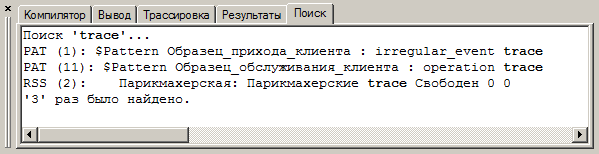 Компилятор Вывод Трассировка Результаты Поиск
Поиск 'trace'...
PAT (1): $Pattern Образец_прихода_клиента : irregular_event trace
PAT (11): $Pattern Образец_обслуживания_клиента : operation trace
RSS (2):    Парикмахерская: Парикмахерские trace Свободен 0 0
'3' раз было найдено.